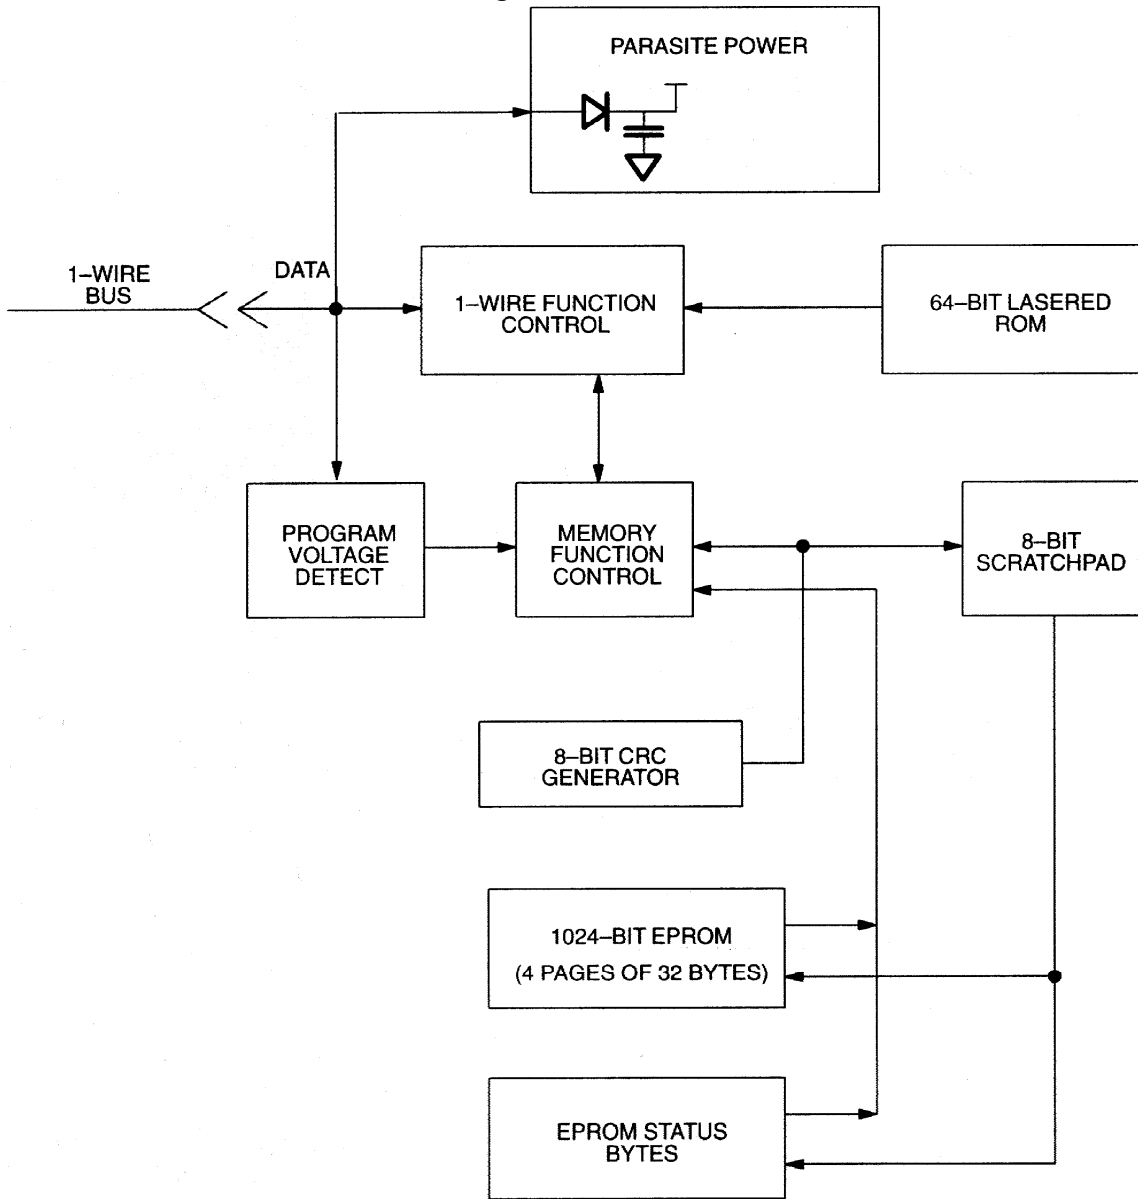 PARASITE POWER
1–WIRE
BUS
DATA
1–WIRE FUNCTION
CONTROL
64–BIT LASERED
ROM
PROGRAM
VOLTAGE
DETECT
MEMORY
FUNCTION
CONTROL
8–BIT
SCRATCHPAD
8–BIT CRC
GENERATOR
1024–BIT EPROM
(4 PAGES OF 32 BYTES)
EPROM STATUS
BYTES